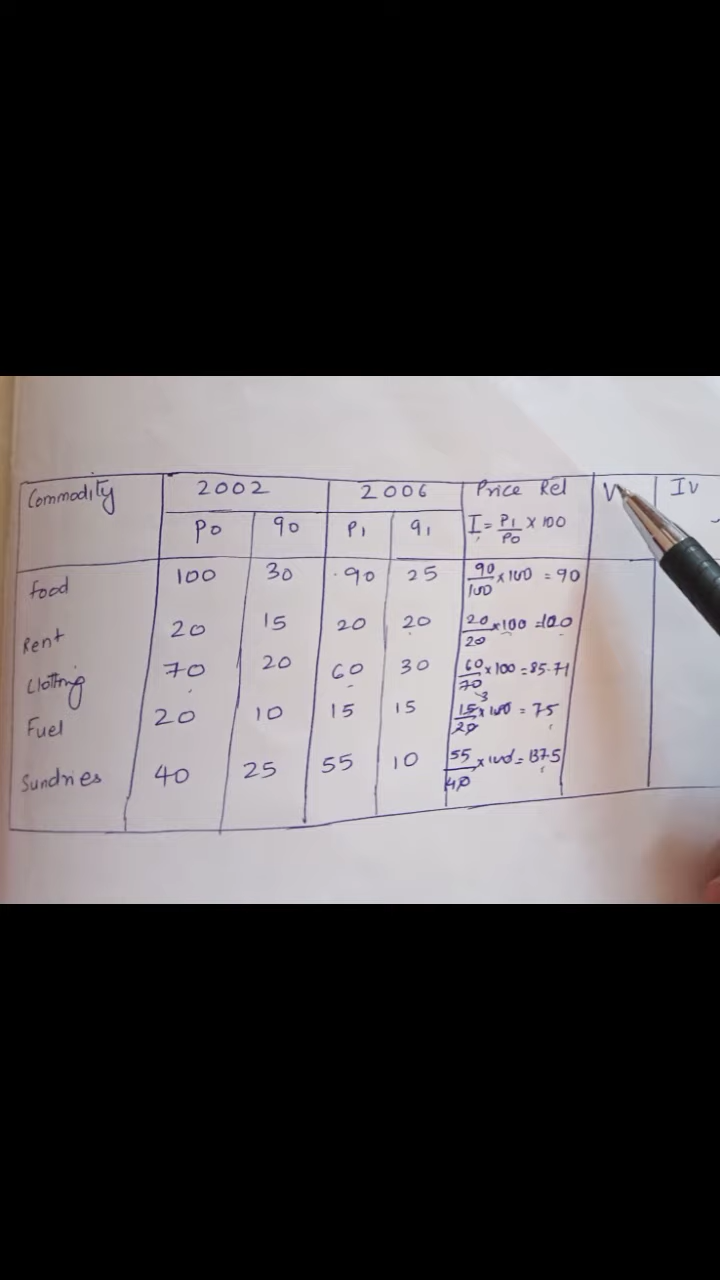 Commodity 2002 2006 Price Rel V IV
P0 q0 P1 q1 I = P1/P0 × 100
food 100 30 90 25 90/100 × 100 = 90
Rent 20 15 20 20 20/20 × 100 = 100
Clothing 70 20 60 30 60/70 × 100 = 85.71
Fuel 20 10 15 15 15/20 × 100 = 75
Sundries 40 25 55 10 55/40 × 100 = 137.5